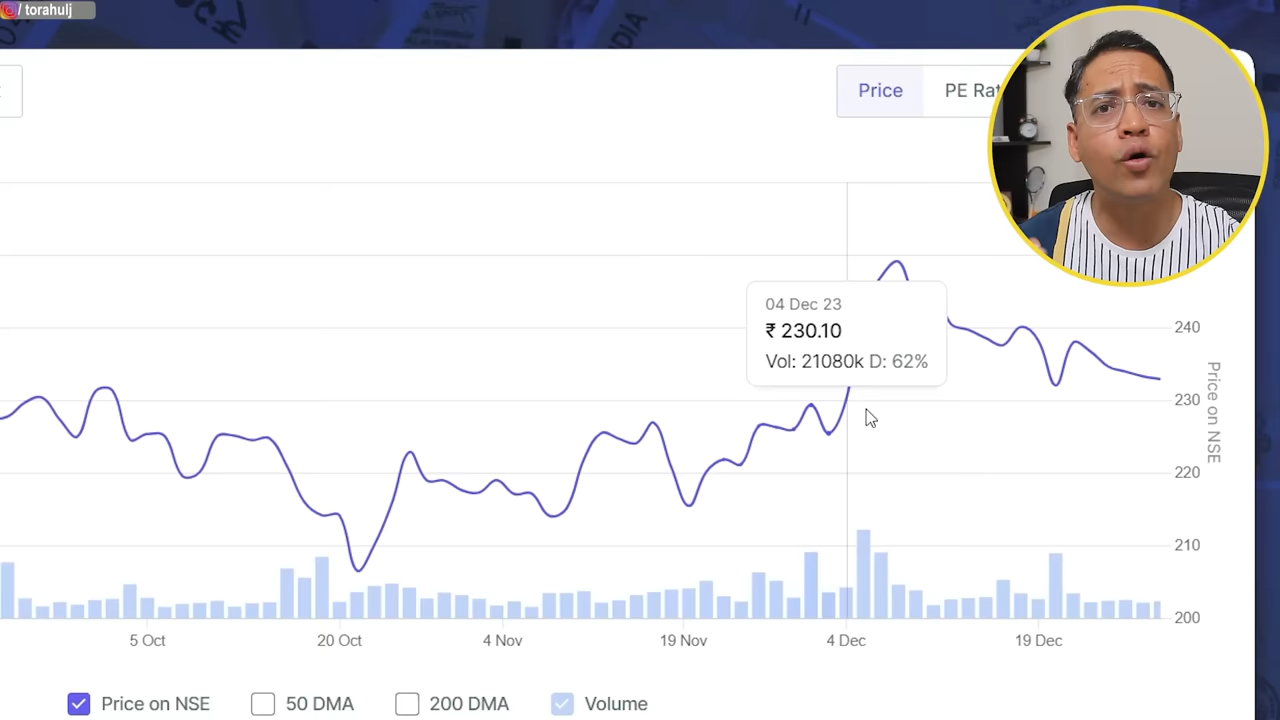 / torahulj
Price
PE Rat
04 Dec 23
₹ 230.10
Vol: 21080k D: 62%
240
230
220
210
200
Price on NSE
5 Oct
20 Oct
4 Nov
19 Nov
4 Dec
19 Dec
Price on NSE
50 DMA
200 DMA
Volume